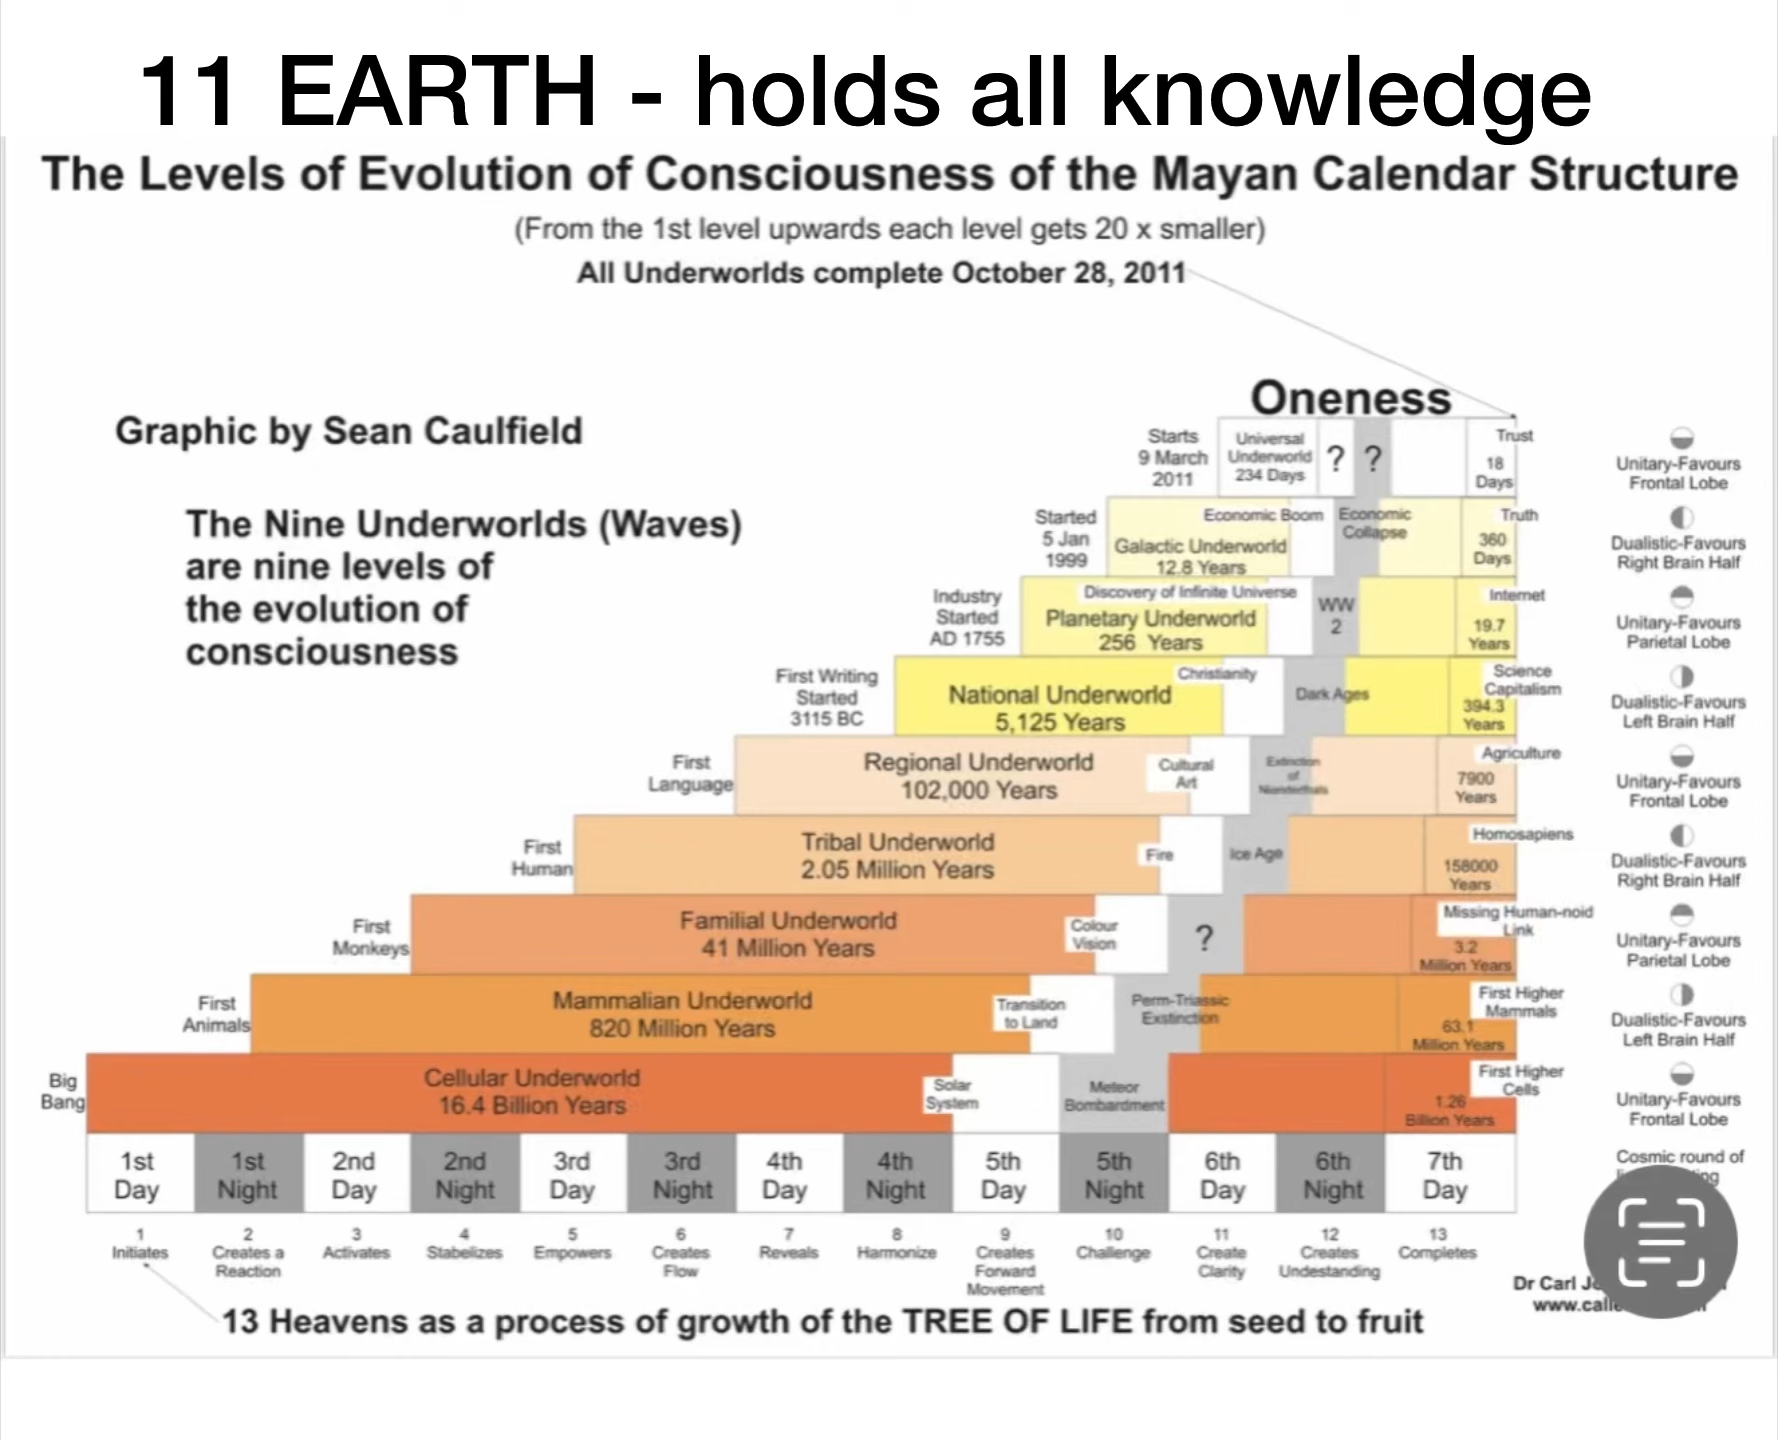 11 EARTH - holds all knowledge
The Levels of Evolution of Consciousness of the Mayan Calendar Structure
(From the 1st level upwards each level gets 20 x smaller)
All Underworlds complete October 28, 2011
Oneness
Graphic by Sean Caulfield
The Nine Underworlds (Waves)
are nine levels of
the evolution of
consciousness
Starts
9 March
2011
Universal
Underworld
234 Days
?
?
Trust
18
Days
Unitary-Favours
Frontal Lobe
Started
5 Jan
1999
Economic Boom
Galactic Underworld
12.8 Years
Economic
Collapse
Truth
360
Days
Dualistic-Favours
Right Brain Half
Industry
Started
AD 1755
Discovery of Infinite Universe
Planetary Underworld
256 Years
WW
2
Internet
19.7
Years
Unitary-Favours
Parietal Lobe
First Writing
Started
3115 BC
National Underworld
5,125 Years
Christianity
Dark Ages
Science
Capitalism
394.3
Years
Dualistic-Favours
Left Brain Half
First
Language
Regional Underworld
102,000 Years
Cultural
Art
Extinction
of
Agriculture
7900
Years
Unitary-Favours
Frontal Lobe
First
Human
Tribal Underworld
2.05 Million Years
Fire
Ice Age
Homosapiens
158000
Years
Dualistic-Favours
Right Brain Half
First
Monkeys
Familial Underworld
41 Million Years
Colour
Vision
?
Missing Human-noid
Link
3.2
Million Years
Unitary-Favours
Parietal Lobe
First
Animals
Mammalian Underworld
820 Million Years
Transition
to Land
Perm-Triassic
Exstinction
First Higher
Mammals
63.1
Million Years
Dualistic-Favours
Left Brain Half
Big
Bang
Cellular Underworld
16.4 Billion Years
Solar
System
Meteor
Bombardment
First Higher
Cells
1.26
Billion Years
Unitary-Favours
Frontal Lobe
1st Day
1st Night
2nd Day
2nd Night
3rd Day
3rd Night
4th Day
4th Night
5th Day
5th Night
6th Day
6th Night
7th Day
Cosmic round of
1 Initiates
2 Creates a Reaction
3 Activates
4 Stabelizes
5 Empowers
6 Creates Flow
7 Reveals
8 Harmonize
9 Creates Forward Movement
10 Challenge
11 Create Clarity
12 Creates Undestanding
13 Completes
Dr Carl
13 Heavens as a process of growth of the TREE OF LIFE from seed to fruit